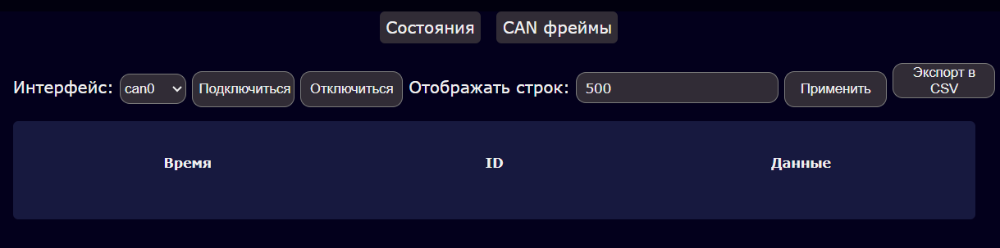 Состояния CAN фреймы
Интерфейс: can0 Подключиться Отключиться Отображать строк: 500 Применить Экспорт в
CSV
Время ID Данные